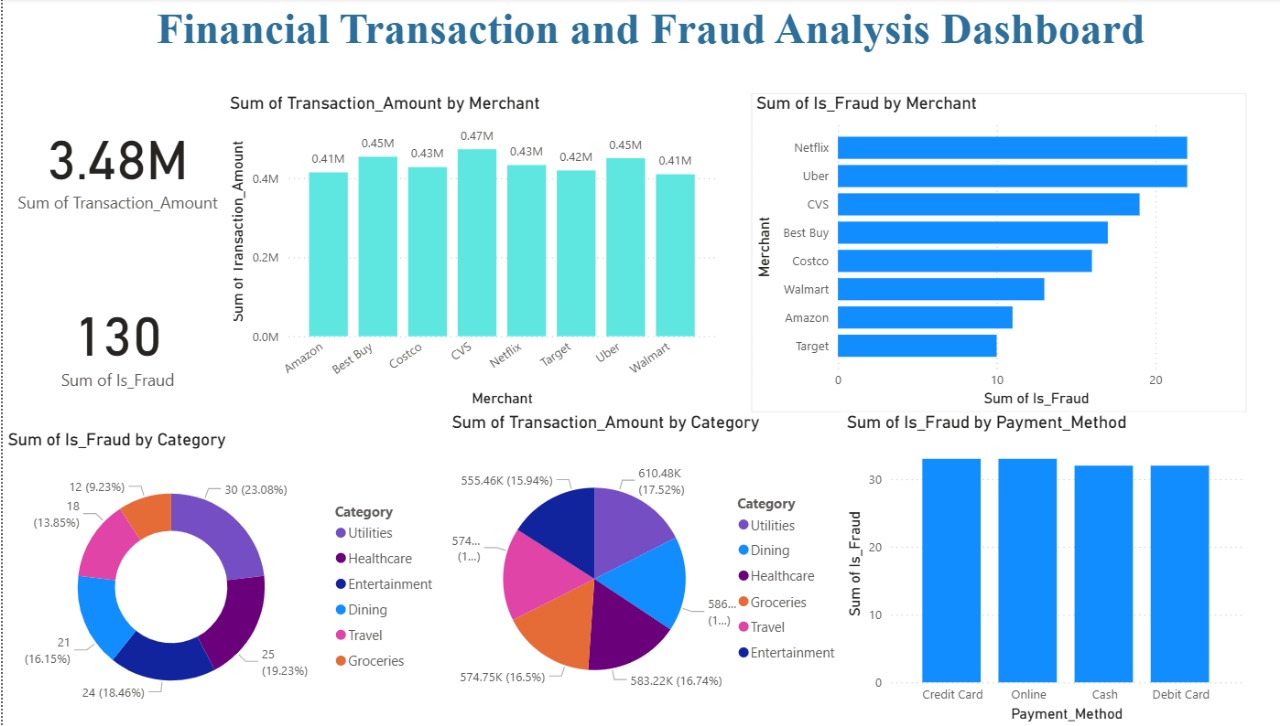 Financial Transaction and Fraud Analysis Dashboard
3.48M
Sum of Transaction_Amount
130
Sum of Is_Fraud
Sum of Transaction_Amount by Merchant
Sum of Transaction_Amount
0.4M
0.2M
0.0M
0.41M
0.45M
0.43M
0.47M
0.43M
0.42M
0.45M
0.41M
Amazon
Best Buy
Costco
CVS
Netflix
Target
Uber
Walmart
Merchant
Sum of Is_Fraud by Merchant
Merchant
Netflix
Uber
CVS
Best Buy
Costco
Walmart
Amazon
Target
0
10
20
Sum of Is_Fraud
Sum of Is_Fraud by Category
30 (23.08%)
25
(19.23%)
24 (18.46%)
21
(16.15%)
18
(13.85%)
12 (9.23%)
Category
Utilities
Healthcare
Entertainment
Dining
Travel
Groceries
Sum of Transaction_Amount by Category
610.48K
(17.52%)
586...
(1...)
583.22K (16.74%)
574.75K (16.5%)
574...
(1...)
555.46K (15.94%)
Category
Utilities
Dining
Healthcare
Groceries
Travel
Entertainment
Sum of Is_Fraud by Payment_Method
Sum of Is_Fraud
30
20
10
0
Credit Card
Online
Cash
Debit Card
Payment_Method